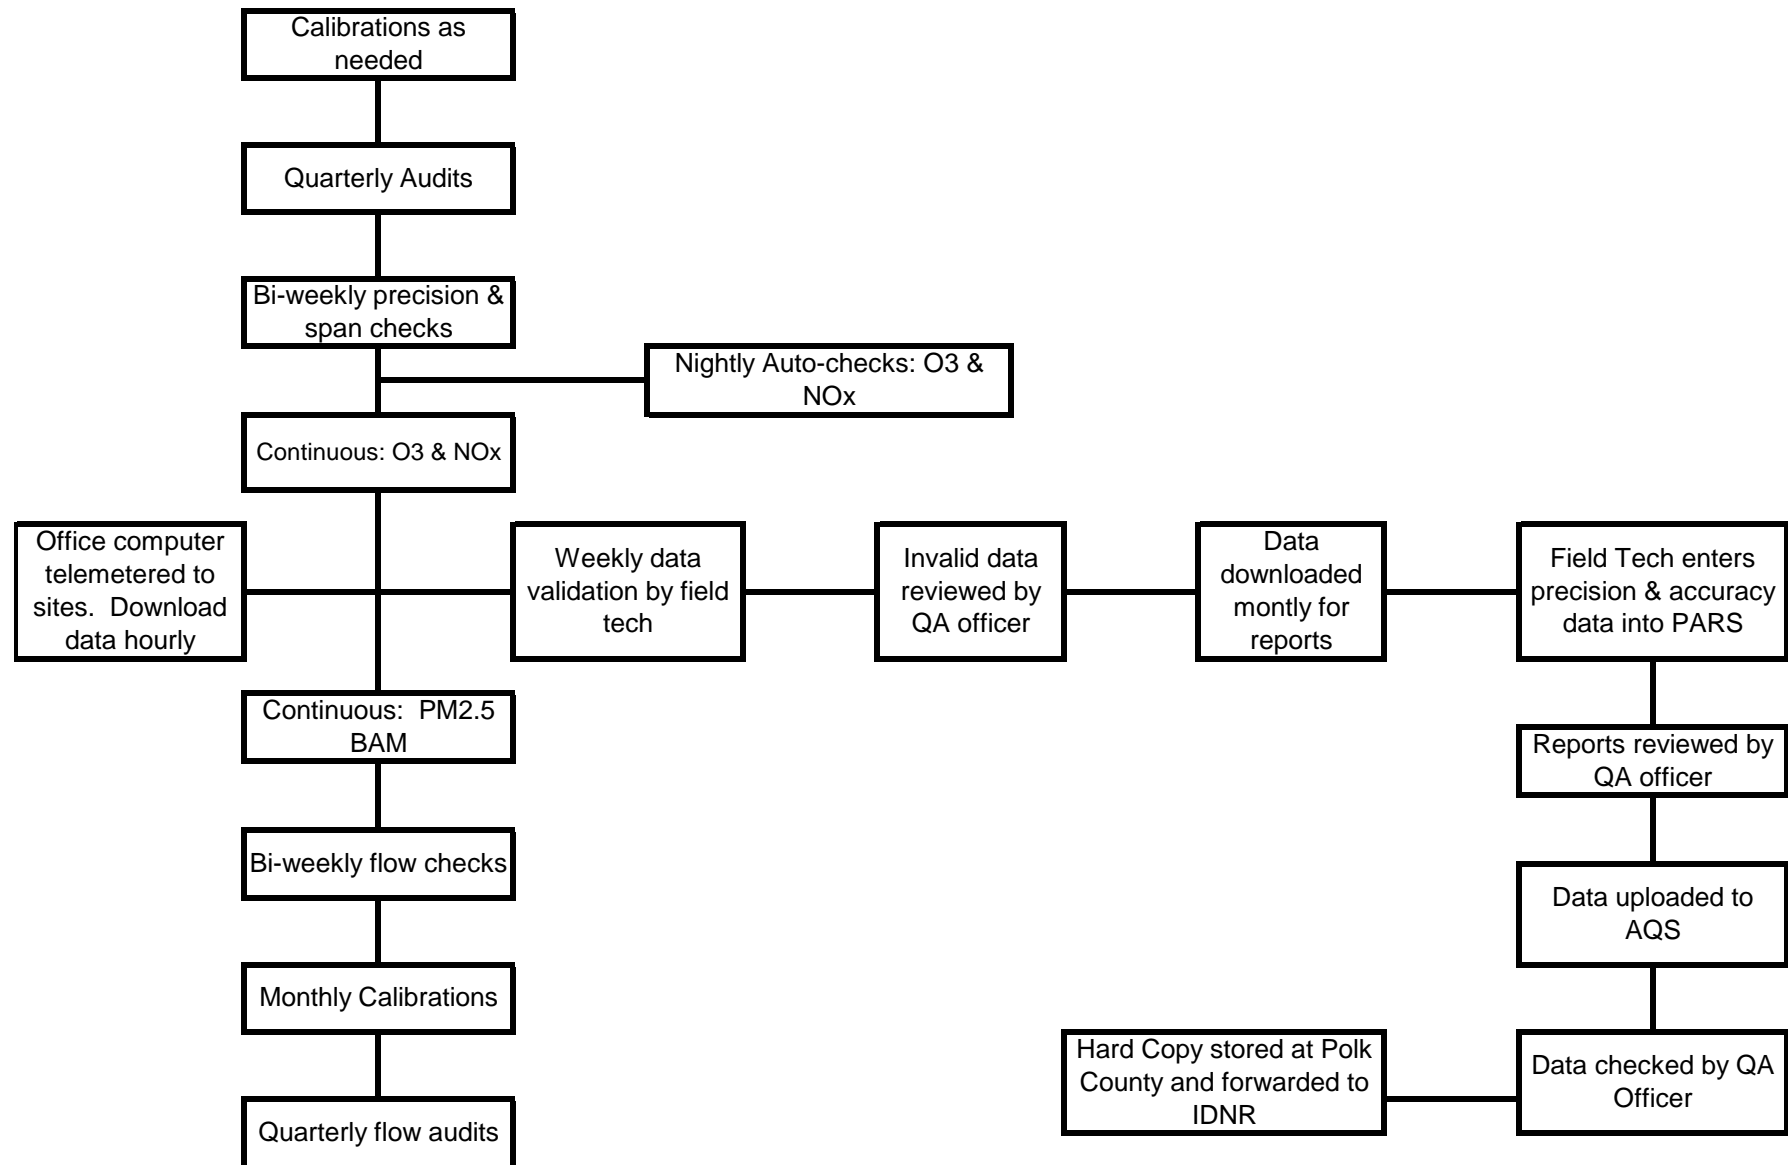 Calibrations as
needed
Quarterly Audits
Bi-weekly precision &
span checks
Nightly Auto-checks: O3 &
NOx
Continuous: O3 & NOx
Office computer
telemetered to
sites.  Download
data hourly
Weekly data
validation by field
tech
Invalid data
reviewed by
QA officer
Data
downloaded
montly for
reports
Field Tech enters
precision & accuracy
data into PARS
Continuous:  PM2.5
BAM
Reports reviewed by
QA officer
Bi-weekly flow checks
Data uploaded to
AQS
Monthly Calibrations
Hard Copy stored at Polk
County and forwarded to
IDNR
Data checked by QA
Officer
Quarterly flow audits